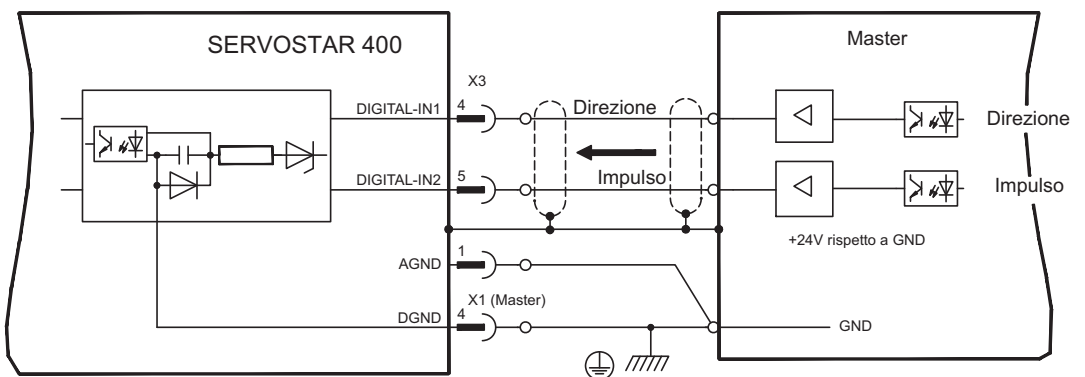 SERVOSTAR 400
Master
X3
DIGITAL-IN1
4
Direzione
Direzione
DIGITAL-IN2
5
Impulso
Impulso
+24V rispetto a GND
AGND
1
X1 (Master)
DGND
4
GND